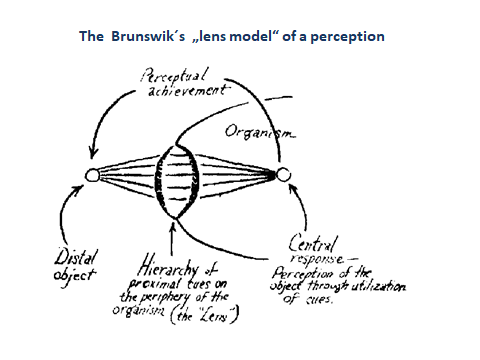 The Brunswik´s „lens model“ of a perception
Perceptual
achievement
Organism
Distal
object
Hierarchy of
proximal cues on
the periphery of the
organism (the "Lens")
Central
response—
Perception of the
object through utilization
of cues.